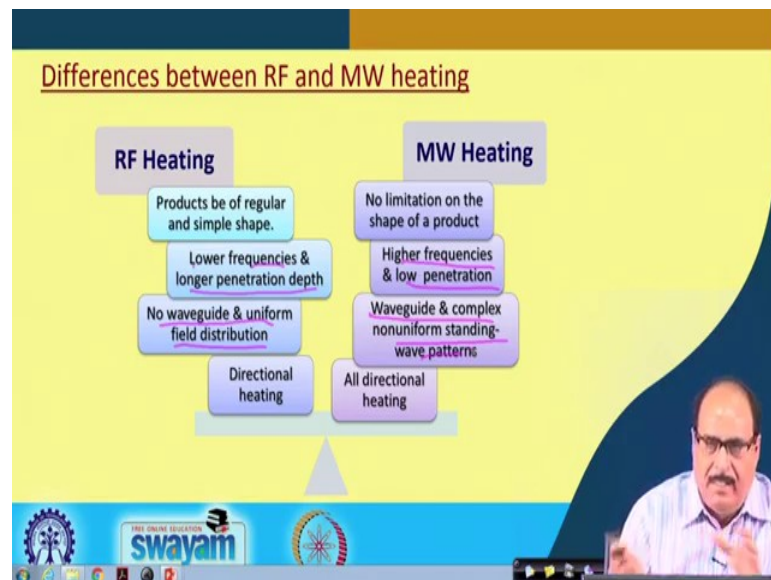 Differences between RF and MW heating
RF Heating
Products be of regular
and simple shape.
Lower frequencies &
longer penetration depth
No waveguide & uniform
field distribution
Directional
heating
MW Heating
No limitation on the
shape of a product
Higher frequencies
& low penetration
Waveguide & complex
nonuniform standing-
wave patterns
All directional
heating
FREE ONLINE EDUCATION
swayam